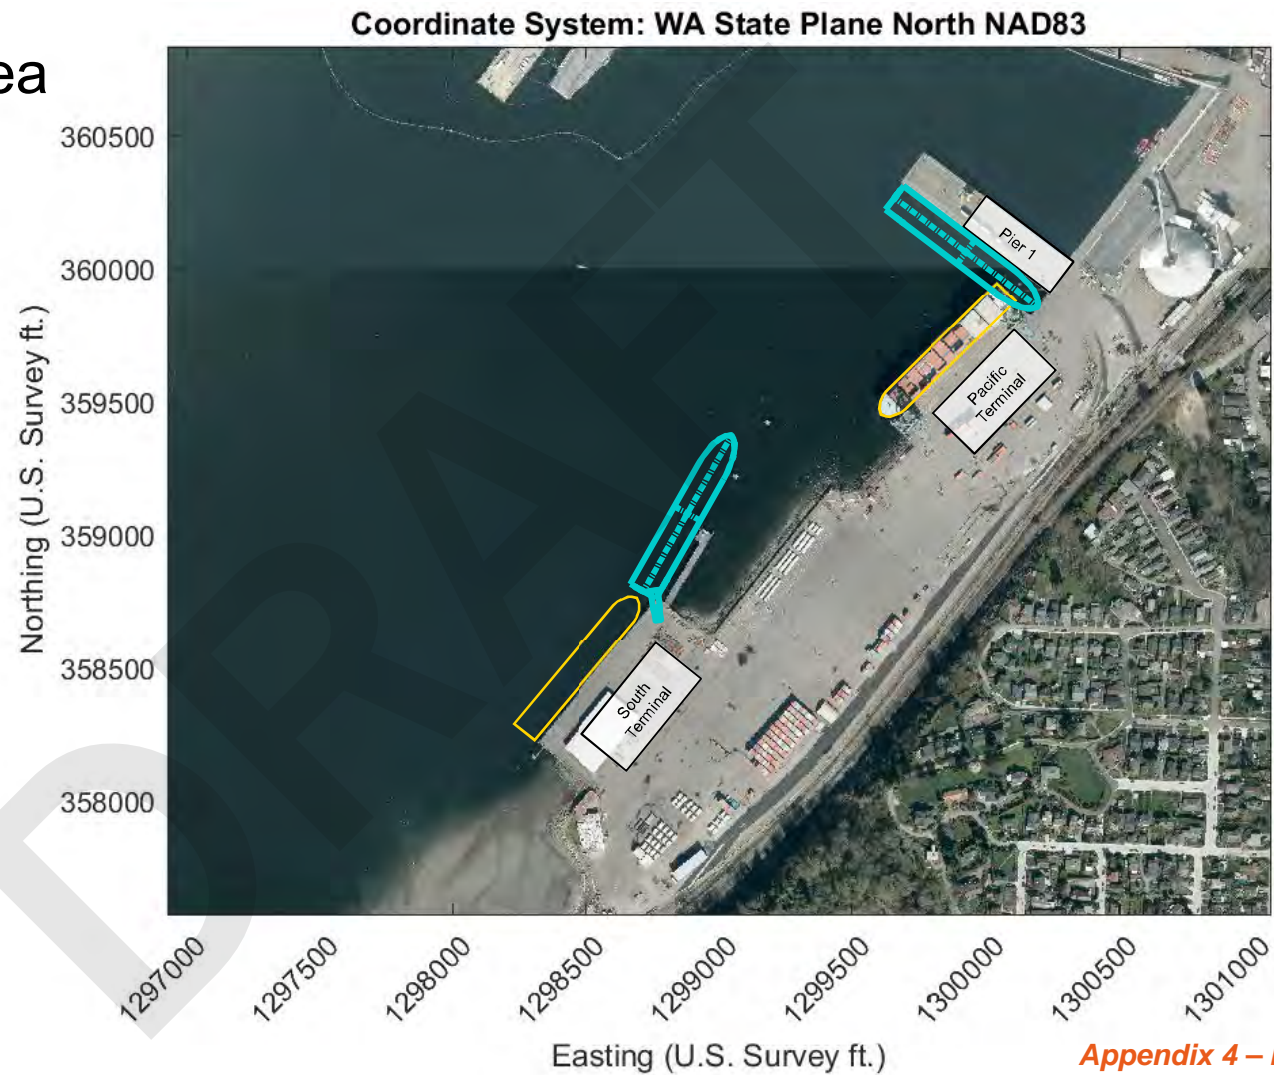 Coordinate System: WA State Plane North NAD83
ea
360500
360000
359500
359000
358500
358000
Northing (U.S. Survey ft.)
Pier 1
Pacific
Terminal
South
Terminal
DRAFT
1297000
1297500
1298000
1298500
1299000
1299500
1300000
1300500
1301000
Easting (U.S. Survey ft.)
Appendix 4 –